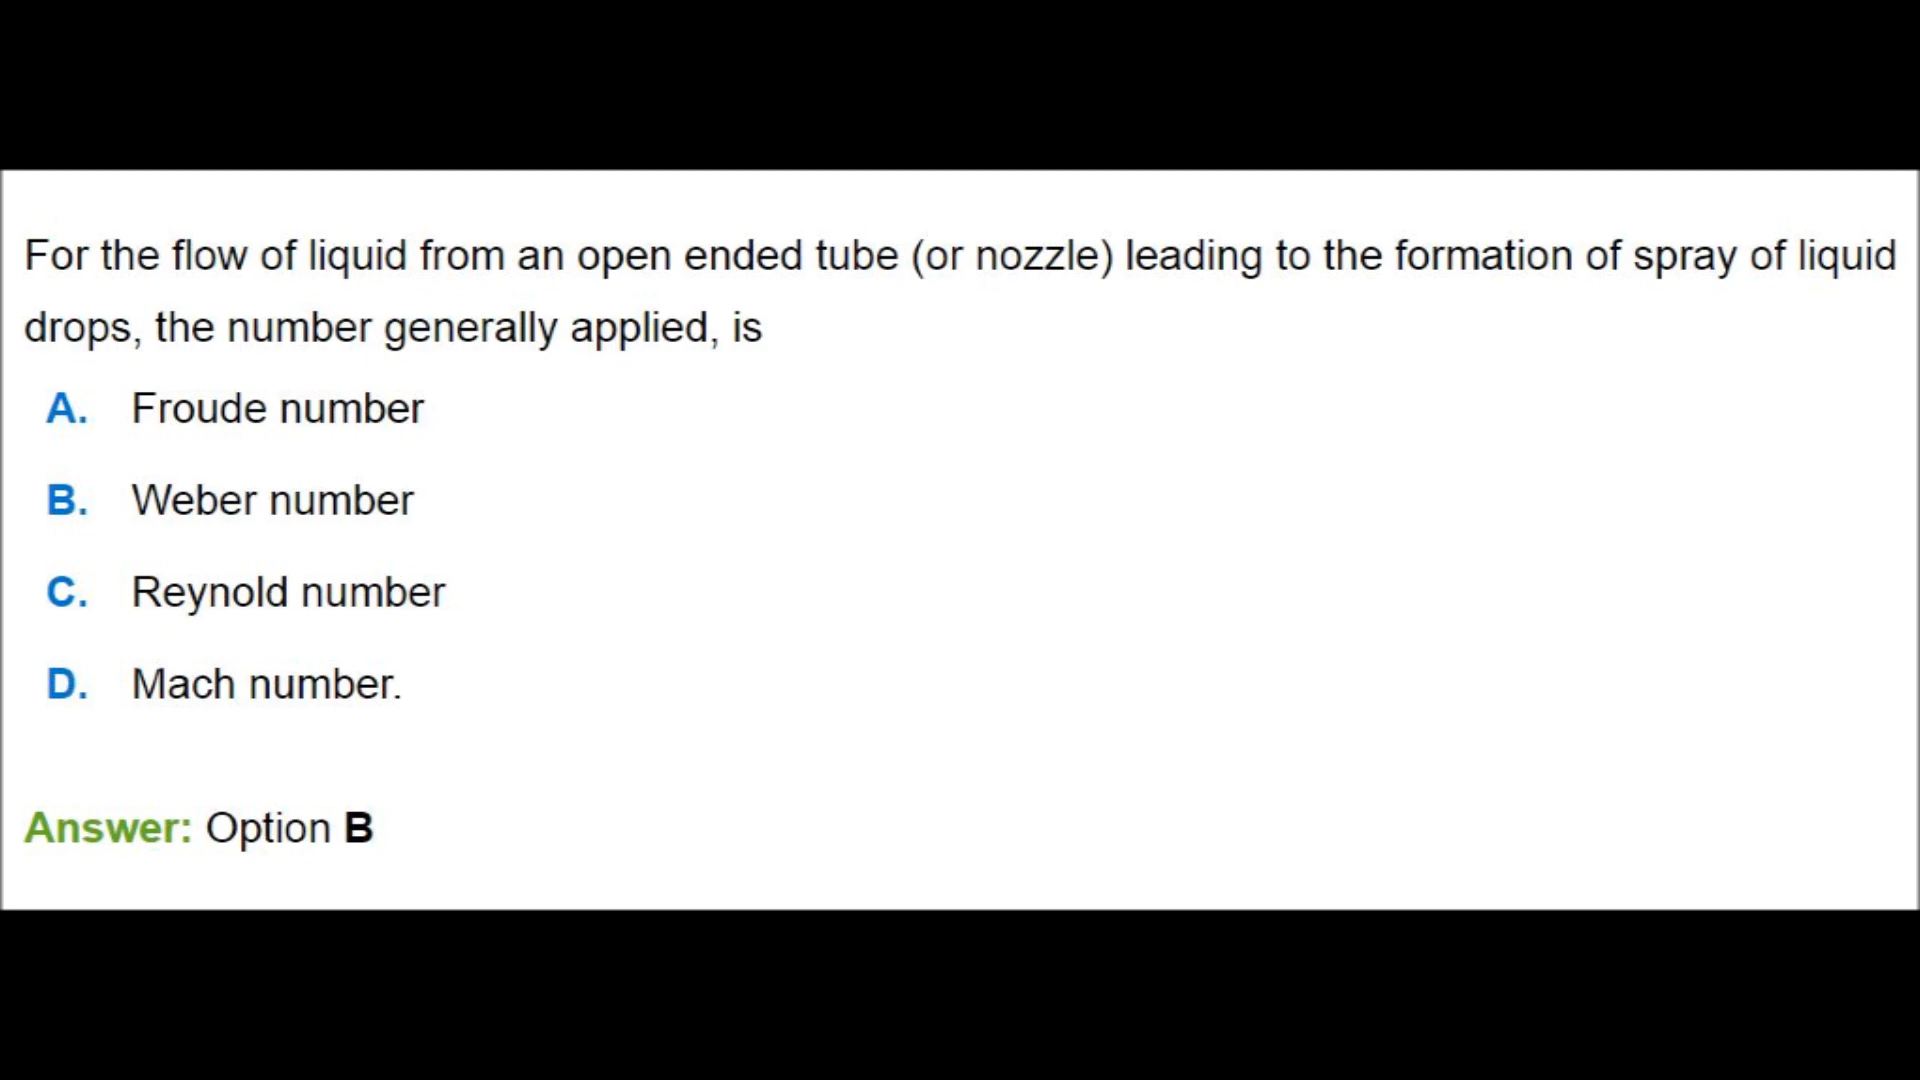 For the flow of liquid from an open ended tube (or nozzle) leading to the formation of spray of liquid
drops, the number generally applied, is
A. Froude number
B. Weber number
C. Reynold number
D. Mach number.
Answer: Option B